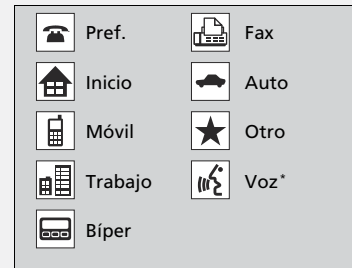 Pref.
Fax
Inicio
Auto
Móvil
Otro
Trabajo
Voz*
Bíper